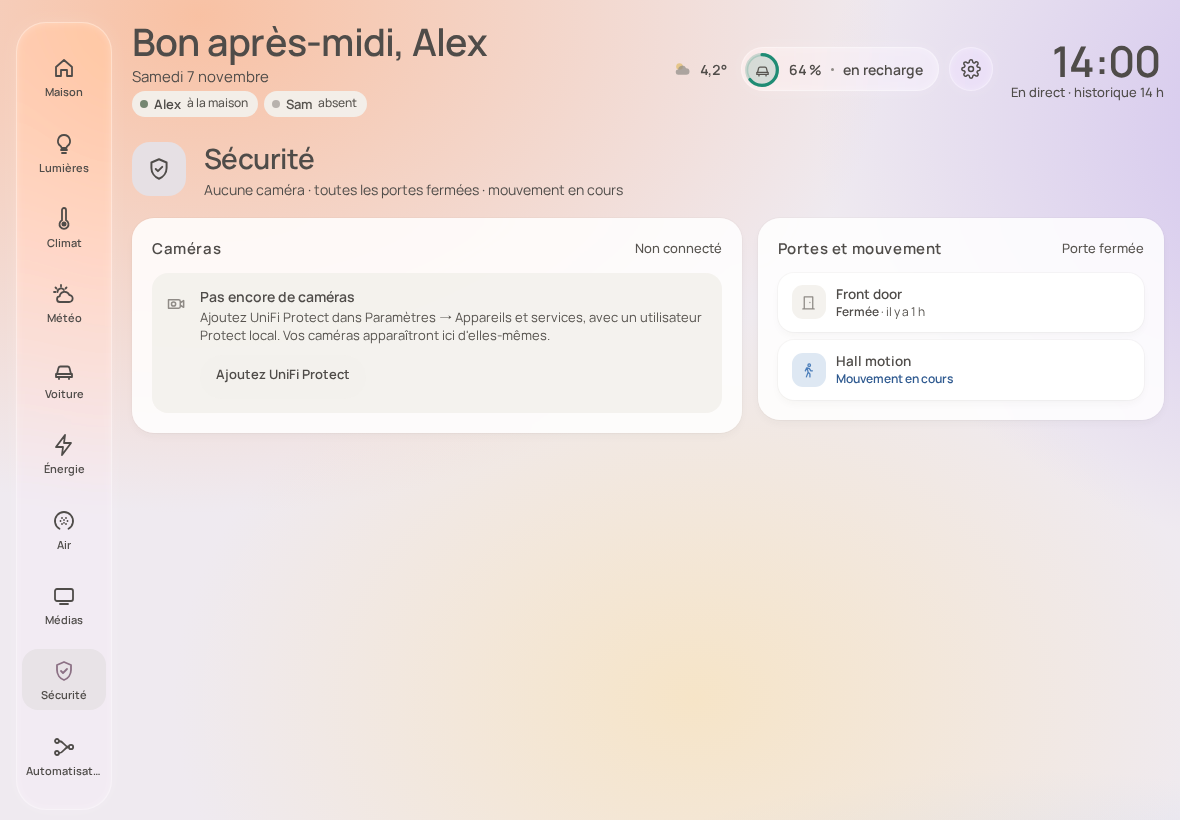 Maison
Lumières
Climat
Météo
Voiture
Énergie
Air
Médias
Sécurité
Automatisat…
Bon après-midi, Alex
Samedi 7 novembre
Alex à la maison
Sam absent
4,2°
64 % • en recharge
14:00
En direct · historique 14 h
Sécurité
Aucune caméra · toutes les portes fermées · mouvement en cours
Caméras
Non connecté
Pas encore de caméras
Ajoutez UniFi Protect dans Paramètres → Appareils et services, avec un utilisateur
Protect local. Vos caméras apparaîtront ici d'elles-mêmes.
Ajoutez UniFi Protect
Portes et mouvement
Porte fermée
Front door
Fermée · il y a 1 h
Hall motion
Mouvement en cours